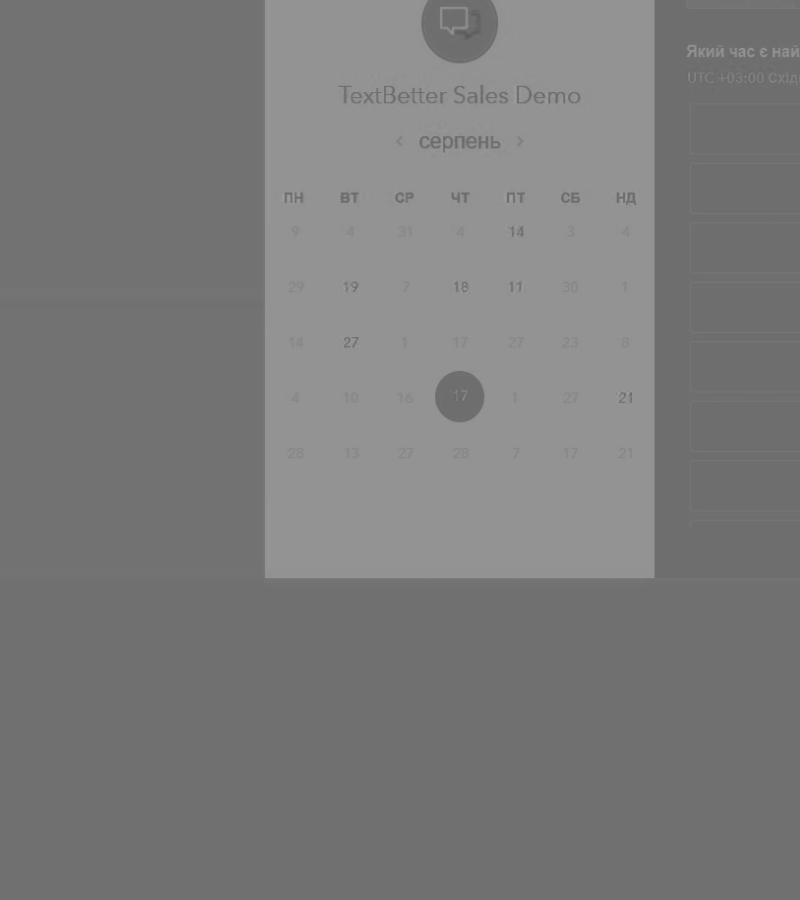 TextBetter Sales Demo
< серпень >
ПН ВТ СР ЧТ ПТ СБ НД
9 4 31 4 14 3 4
29 19 7 18 11 30 1
14 27 1 17 27 23 8
4 10 16 17 1 27 21
28 13 27 28 7 17 21
Який час є най
UTC +03:00 Східн